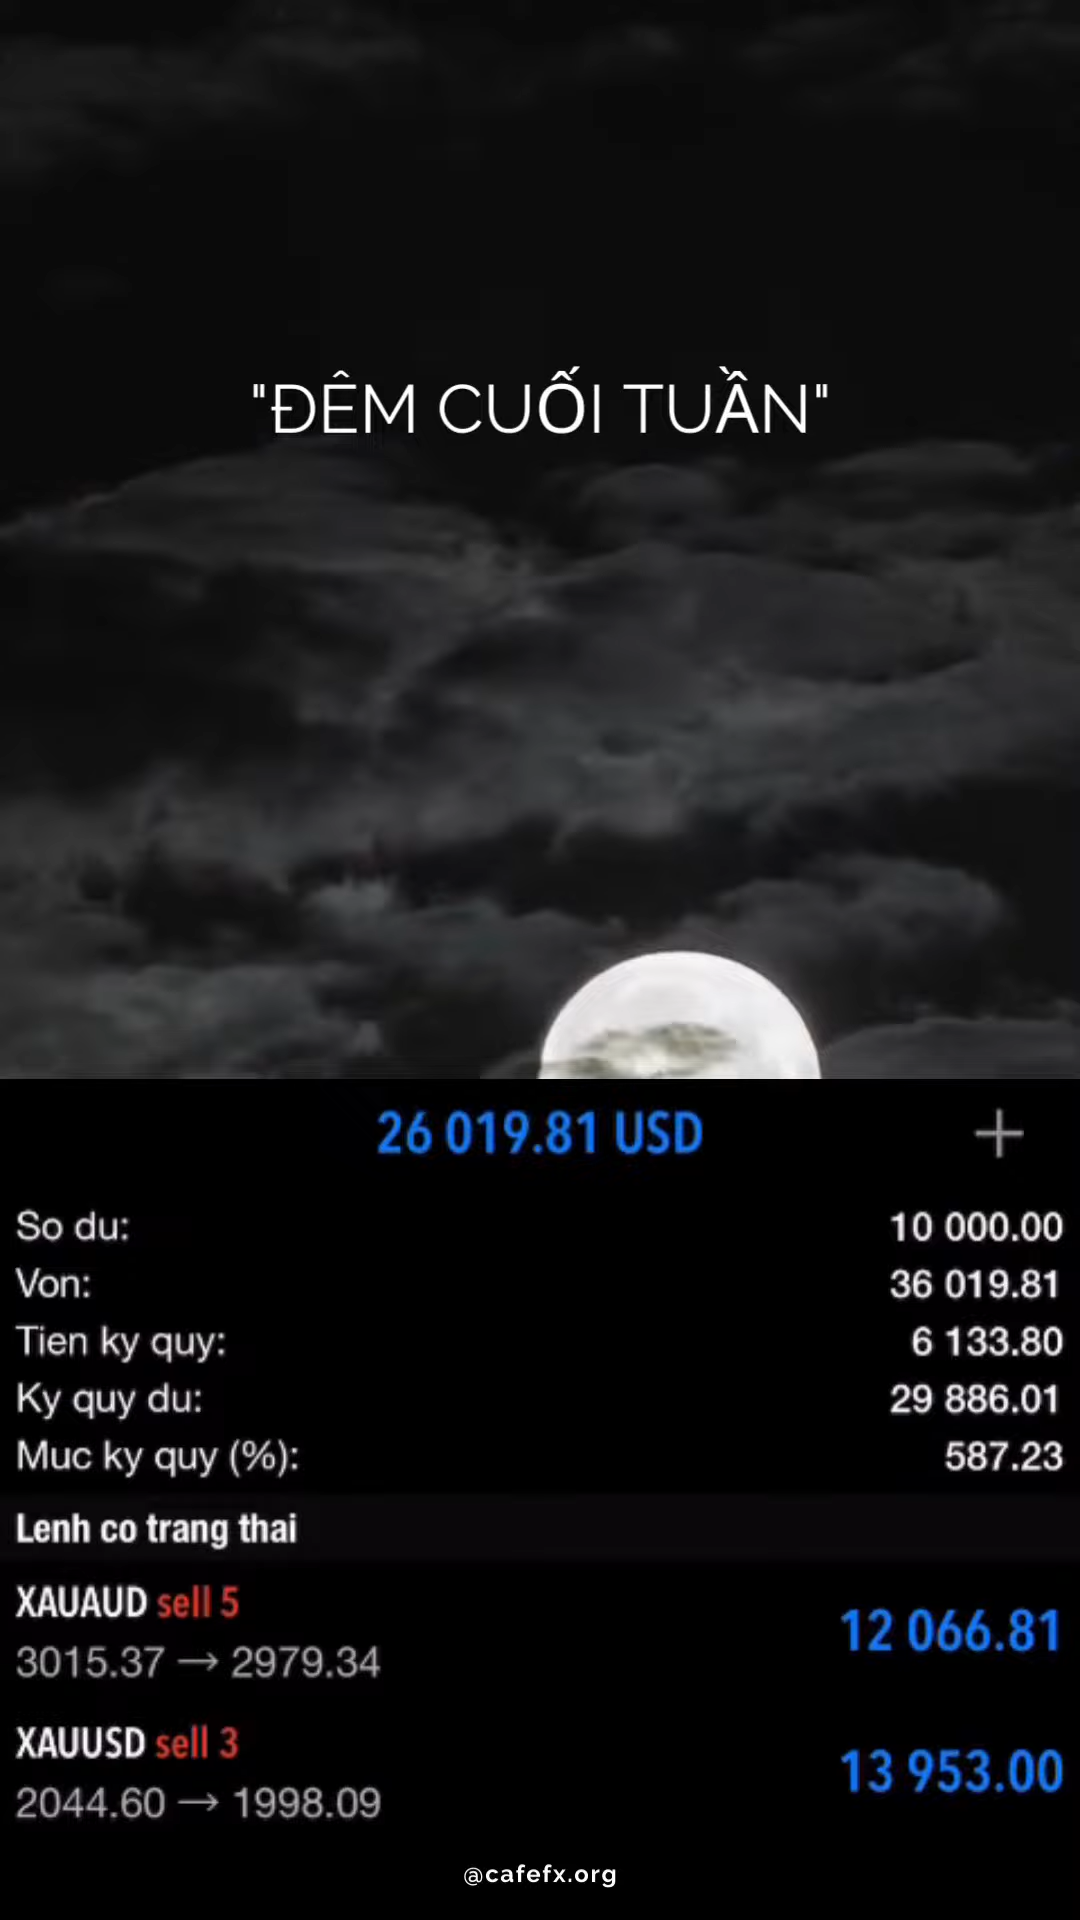 "ĐÊM CUỐI TUẦN"
26 019.81 USD
So du: 10 000.00
Von: 36 019.81
Tien ky quy: 6 133.80
Ky quy du: 29 886.01
Muc ky quy (%): 587.23
Lenh co trang thai
XAUAUD sell 5
3015.37 → 2979.34
12 066.81
XAUUSD sell 3
2044.60 → 1998.09
13 953.00
@cafefx.org